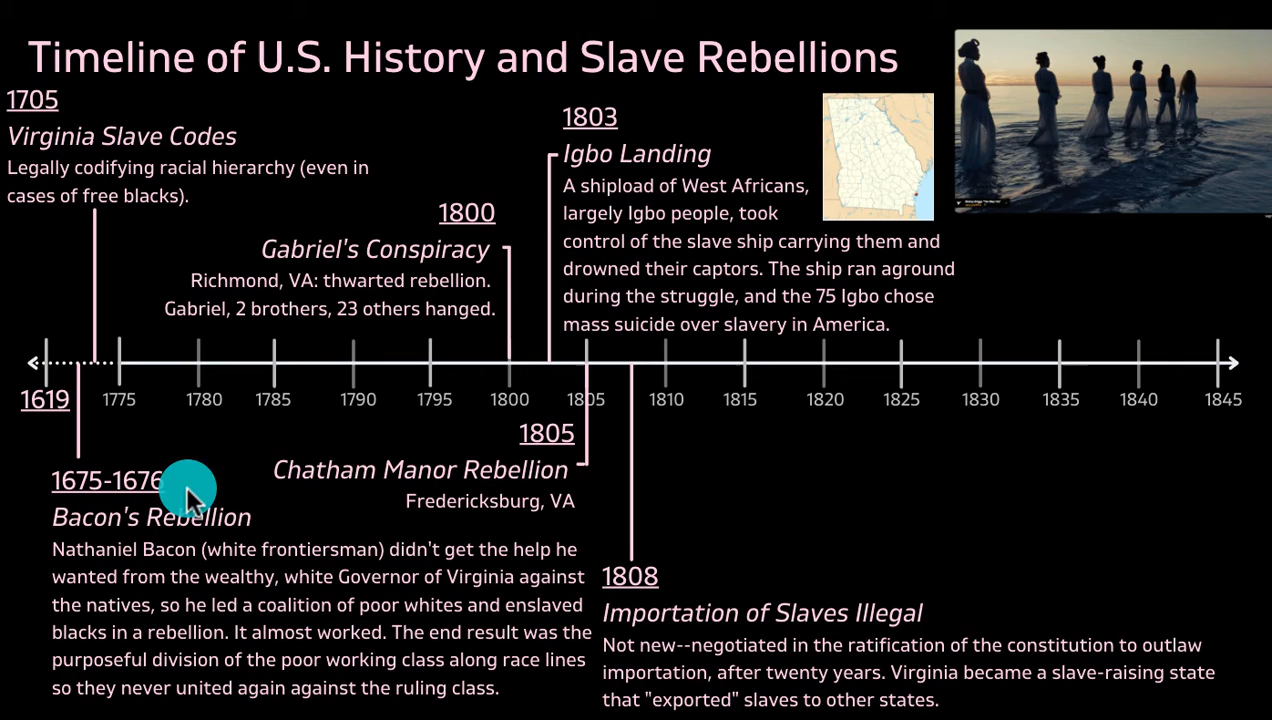 Timeline of U.S. History and Slave Rebellions
1705
Virginia Slave Codes
Legally codifying racial hierarchy (even in
cases of free blacks).
1800
Gabriel's Conspiracy
Richmond, VA: thwarted rebellion.
Gabriel, 2 brothers, 23 others hanged.
1803
Igbo Landing
A shipload of West Africans,
largely Igbo people, took
control of the slave ship carrying them and
drowned their captors. The ship ran aground
during the struggle, and the 75 Igbo chose
mass suicide over slavery in America.
1619 1775 1780 1785 1790 1795 1800 1805 1810 1815 1820 1825 1830 1835 1840 1845
1805
Chatham Manor Rebellion
Fredericksburg, VA
1675-1676
Bacon's Rebellion
Nathaniel Bacon (white frontiersman) didn't get the help he
wanted from the wealthy, white Governor of Virginia against
the natives, so he led a coalition of poor whites and enslaved
blacks in a rebellion. It almost worked. The end result was the
purposeful division of the poor working class along race lines
so they never united again against the ruling class.
1808
Importation of Slaves Illegal
Not new--negotiated in the ratification of the constitution to outlaw
importation, after twenty years. Virginia became a slave-raising state
that "exported" slaves to other states.